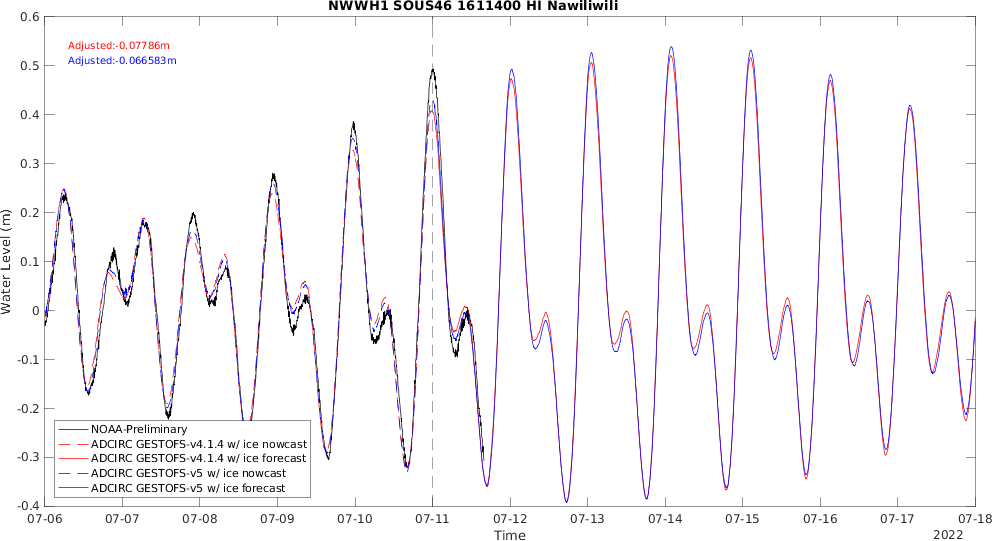 NWWH1 SOUS46 1611400 HI Nawiliwili
0.6
0.5
0.4
0.3
0.2
0.1
0
-0.1
-0.2
-0.3
-0.4
Water Level (m)
Adjusted:-0.07786m
Adjusted:-0.066583m
NOAA-Preliminary
ADCIRC GESTOFS-v4.1.4 w/ ice nowcast
ADCIRC GESTOFS-v4.1.4 w/ ice forecast
ADCIRC GESTOFS-v5 w/ ice nowcast
ADCIRC GESTOFS-v5 w/ ice forecast
07-06 07-07 07-08 07-09 07-10 07-11 07-12 07-13 07-14 07-15 07-16 07-17 07-18
Time
2022